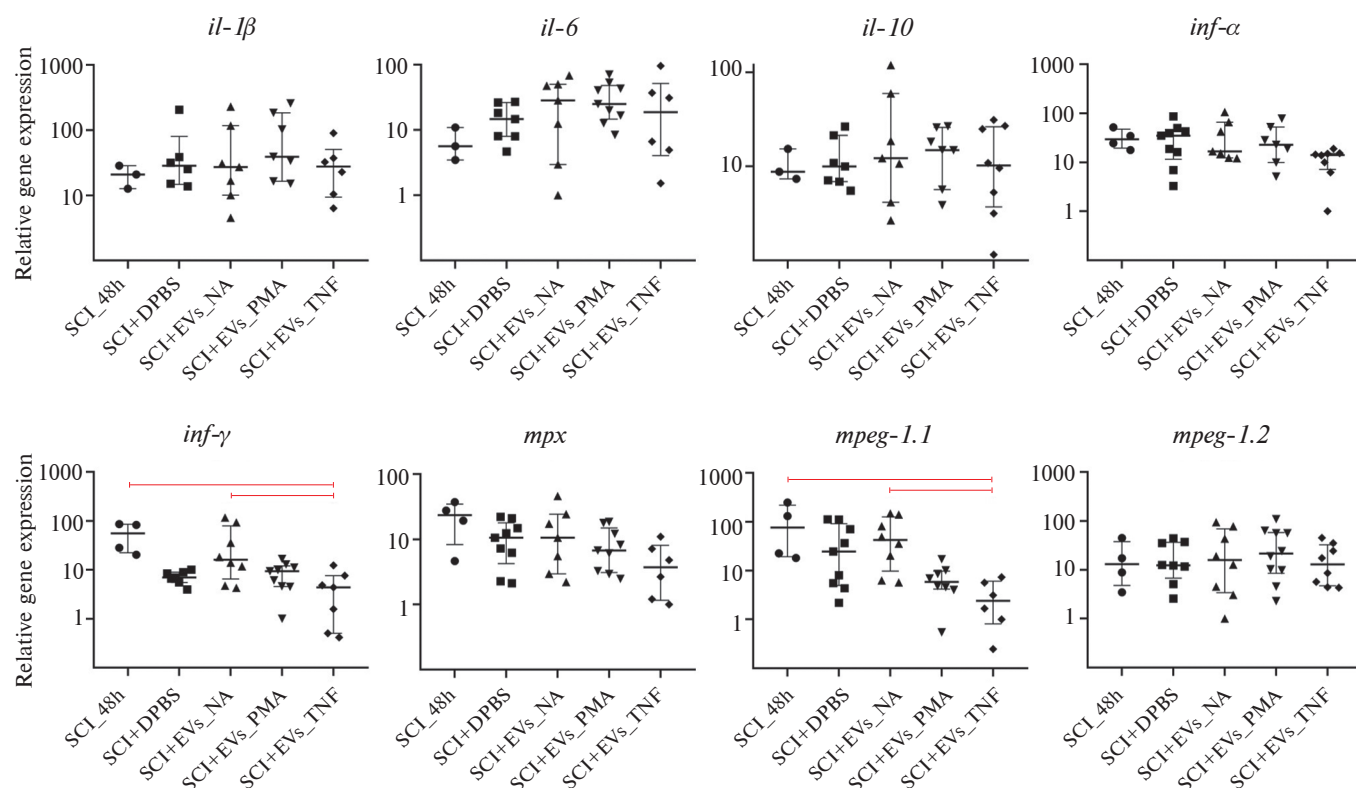 il-1β
il-6
il-10
inf-α
Relative gene expression
1000
100
10
100
10
1
100
10
1000
100
10
1
SCI_48h
SCI+DPBS
SCI+EVs_NA
SCI+EVs_PMA
SCI+EVs_TNF
SCI_48h
SCI+DPBS
SCI+EVs_NA
SCI+EVs_PMA
SCI+EVs_TNF
SCI_48h
SCI+DPBS
SCI+EVs_NA
SCI+EVs_PMA
SCI+EVs_TNF
SCI_48h
SCI+DPBS
SCI+EVs_NA
SCI+EVs_PMA
SCI+EVs_TNF
inf-γ
mpx
mpeg-1.1
mpeg-1.2
Relative gene expression
1000
100
10
1
100
10
1
1000
100
10
1
1000
100
10
1
SCI_48h
SCI+DPBS
SCI+EVs_NA
SCI+EVs_PMA
SCI+EVs_TNF
SCI_48h
SCI+DPBS
SCI+EVs_NA
SCI+EVs_PMA
SCI+EVs_TNF
SCI_48h
SCI+DPBS
SCI+EVs_NA
SCI+EVs_PMA
SCI+EVs_TNF
SCI_48h
SCI+DPBS
SCI+EVs_NA
SCI+EVs_PMA
SCI+EVs_TNF